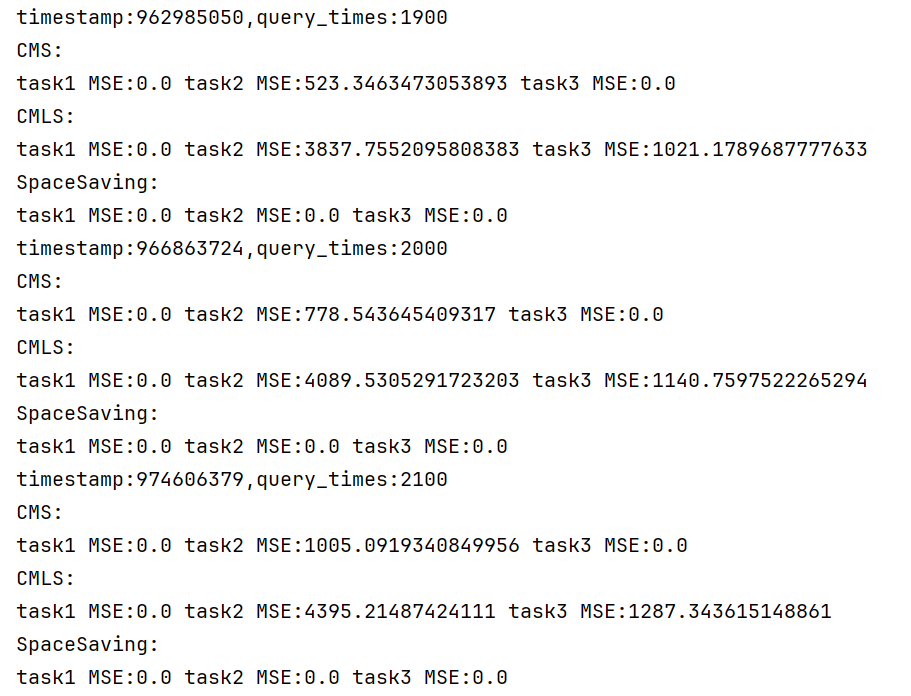 timestamp:962985050,query_times:1900
CMS:
task1 MSE:0.0 task2 MSE:523.3463473053893 task3 MSE:0.0
CMLS:
task1 MSE:0.0 task2 MSE:3837.7552095808383 task3 MSE:1021.1789687777633
SpaceSaving:
task1 MSE:0.0 task2 MSE:0.0 task3 MSE:0.0
timestamp:966863724,query_times:2000
CMS:
task1 MSE:0.0 task2 MSE:778.543645409317 task3 MSE:0.0
CMLS:
task1 MSE:0.0 task2 MSE:4089.5305291723203 task3 MSE:1140.7597522265294
SpaceSaving:
task1 MSE:0.0 task2 MSE:0.0 task3 MSE:0.0
timestamp:974606379,query_times:2100
CMS:
task1 MSE:0.0 task2 MSE:1005.0919340849956 task3 MSE:0.0
CMLS:
task1 MSE:0.0 task2 MSE:4395.21487424111 task3 MSE:1287.343615148861
SpaceSaving:
task1 MSE:0.0 task2 MSE:0.0 task3 MSE:0.0